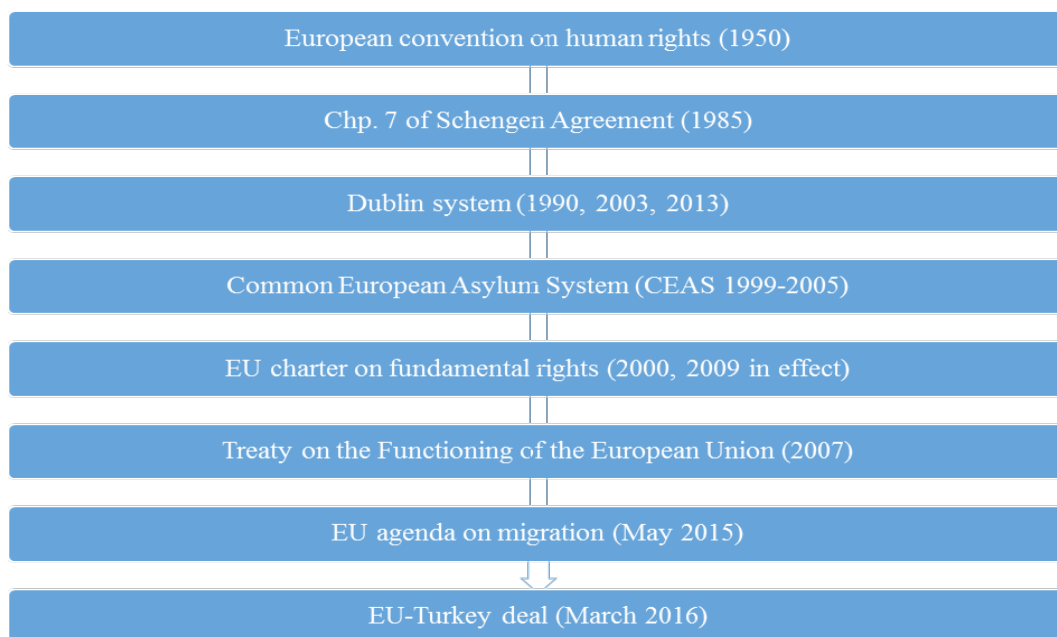 European convention on human rights (1950)
Chp. 7 of Schengen Agreement (1985)
Dublin system (1990, 2003, 2013)
Common European Asylum System (CEAS 1999-2005)
EU charter on fundamental rights (2000, 2009 in effect)
Treaty on the Functioning of the European Union (2007)
EU agenda on migration (May 2015)
EU-Turkey deal (March 2016)